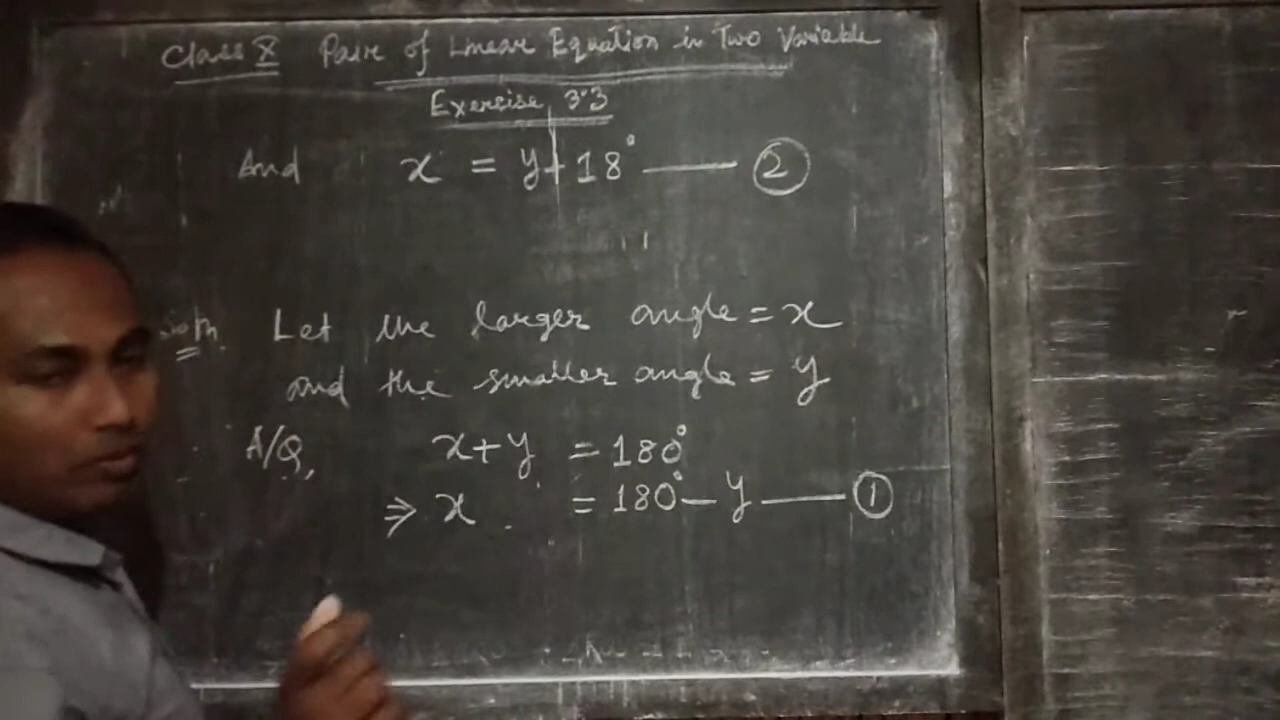 Class X Pair of Linear Equation in Two Variable
Exercise 3.3
And x = y+18° —— ②
Soln. Let the larger angle = x
and the smaller angle = y
A/Q, x+y = 180°
⇒ x = 180° – y —— ①